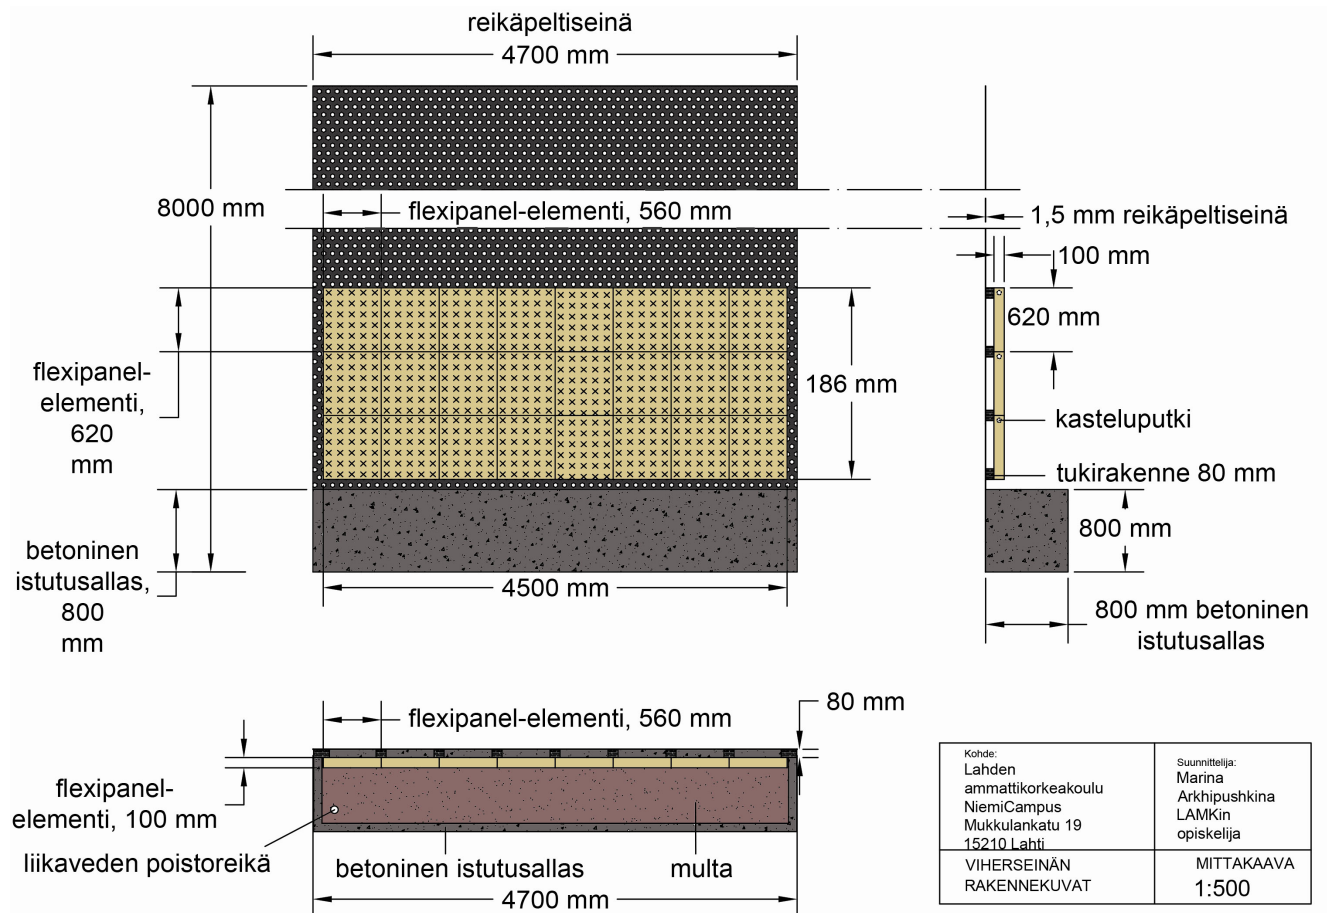 reikäpeltiseinä
4700 mm
8000 mm
flexipanel-elementi, 560 mm
1,5 mm reikäpeltiseinä
100 mm
620 mm
flexipanel-
elementi,
620
mm
186 mm
kasteluputki
tukirakenne 80 mm
betoninen
istutusallas,
800
mm
800 mm
4500 mm
800 mm betoninen
istutusallas
80 mm
flexipanel-elementi, 560 mm
flexipanel-
elementi, 100 mm
liikaveden poistoreikä
betoninen istutusallas
multa
4700 mm
Kohde:
Lahden
ammattikorkeakoulu
NiemiCampus
Mukkulankatu 19
15210 Lahti
Suunnittelija:
Marina
Arkhipushkina
LAMKin
opiskelija
VIHERSEINÄN
RAKENNEKUVAT
MITTAKAAVA
1:500